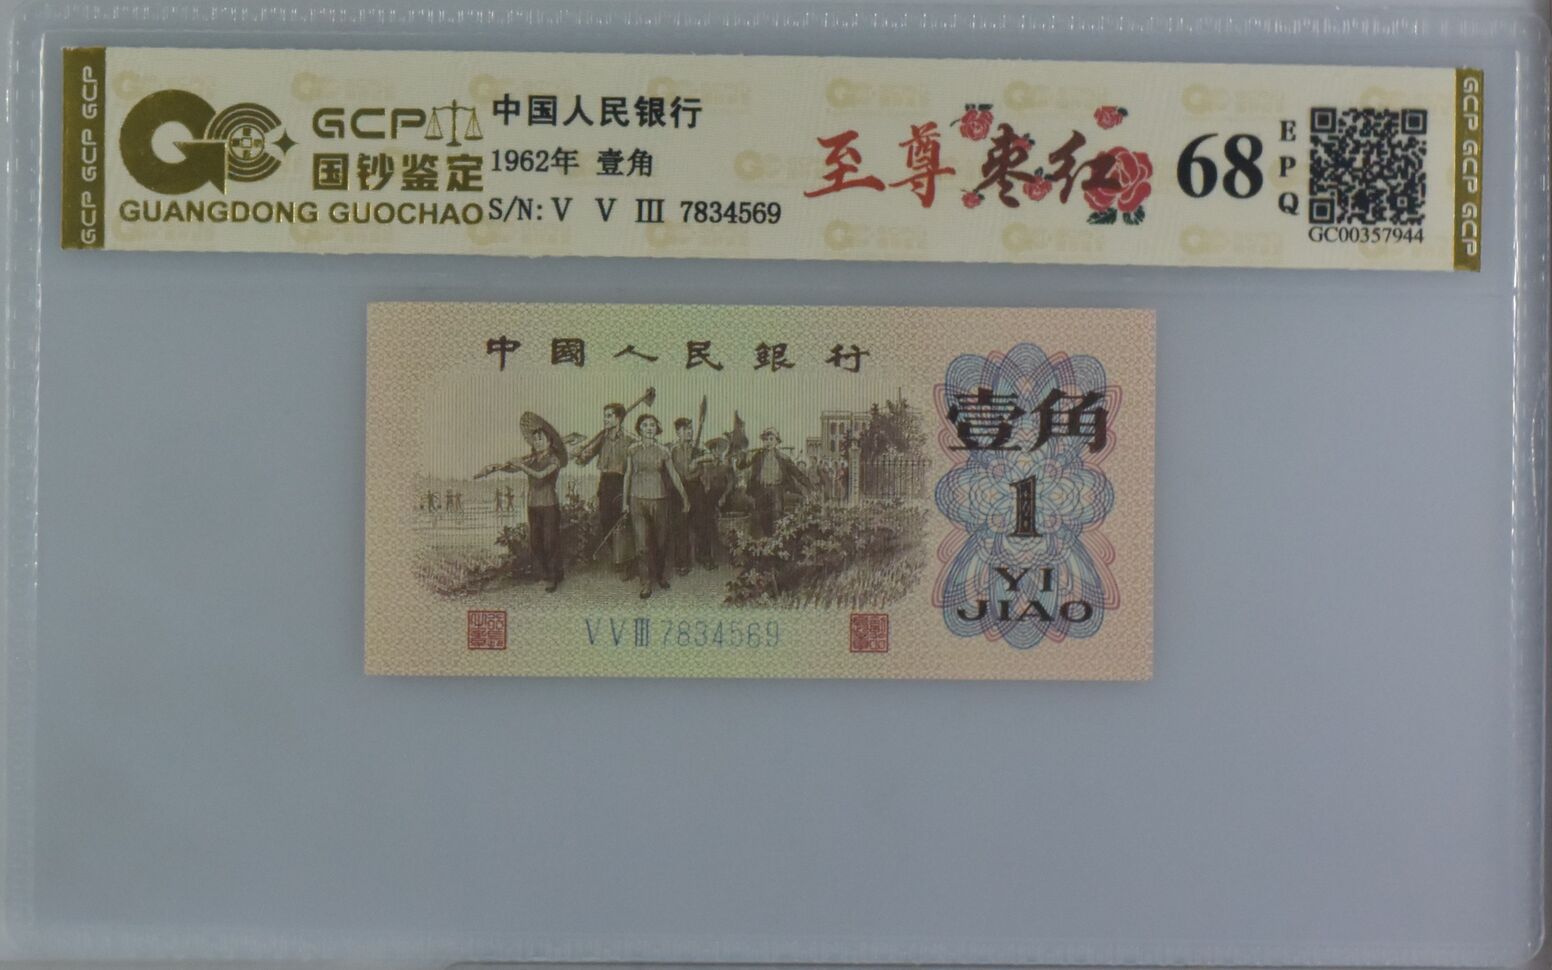 GCP GCP GCP
GCP
国钞鉴定
GUANGDONG GUOCHAO
中国人民银行
1962年 壹角
S/N: V V III 7834569
至尊枣红
68
EPQ
GC00357944
GCP GCP GCP
中國人民銀行
壹角
1
YI
JIAO
V V III 7834569